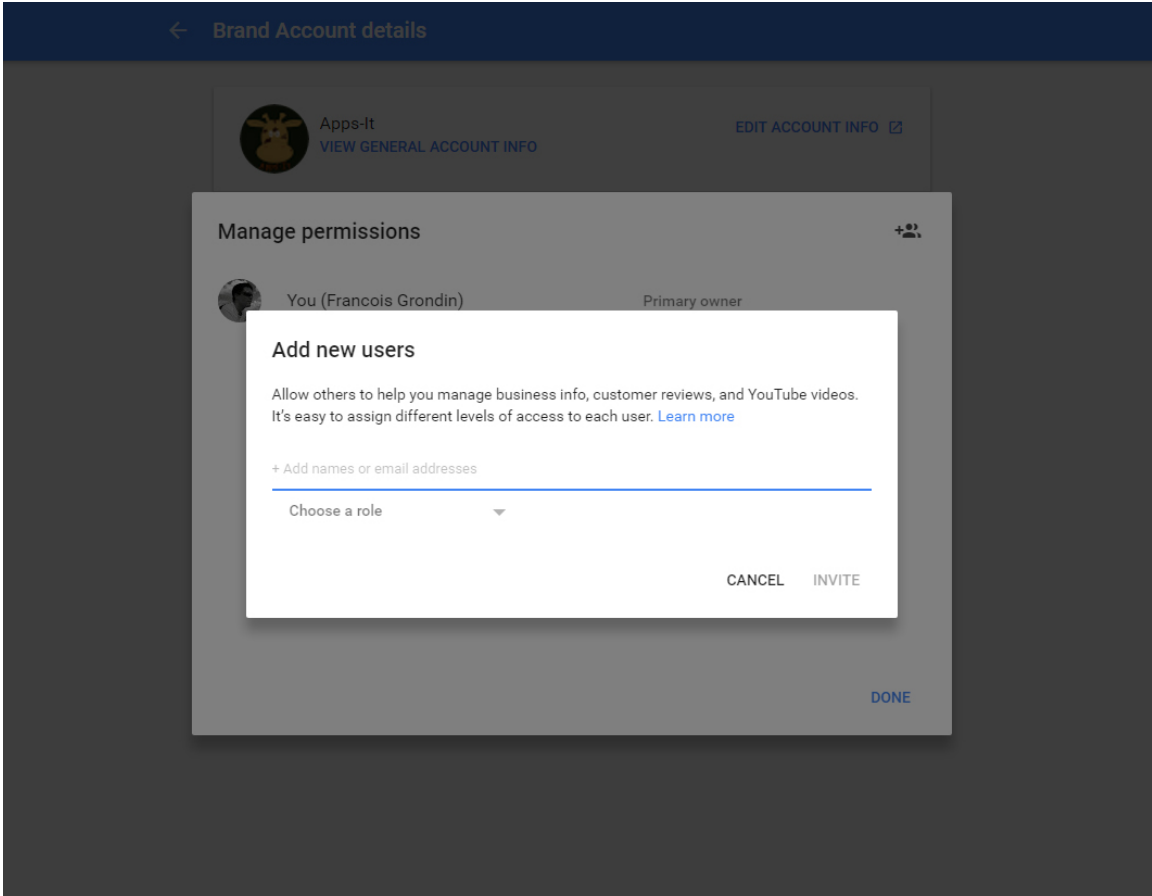 Brand Account details
Apps-It
VIEW GENERAL ACCOUNT INFO
EDIT ACCOUNT INFO
Manage permissions
You (Francois Grondin)
Primary owner
Add new users
Allow others to help you manage business info, customer reviews, and YouTube videos.
It's easy to assign different levels of access to each user. Learn more
+ Add names or email addresses
Choose a role
CANCEL
INVITE
DONE